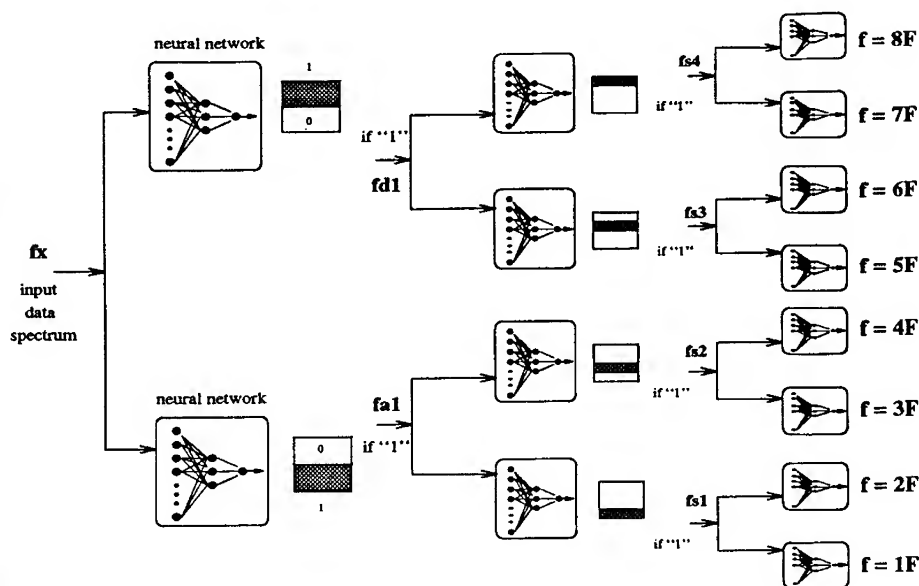 neural network
1
0
fx
input
data
spectrum
neural network
0
1
if "1"
fd1
fa1
if "1"
fs4
if "1"
fs3
if "1"
fs2
if "1"
fs1
if "1"
f = 8F
f = 7F
f = 6F
f = 5F
f = 4F
f = 3F
f = 2F
f = 1F